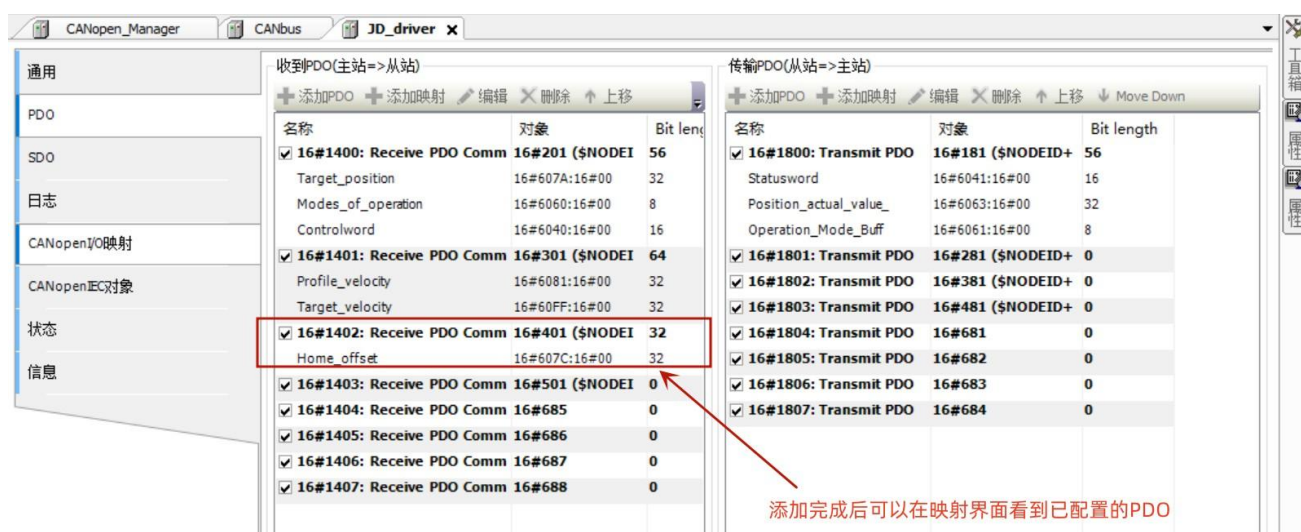 CANopen_Manager CANbus JD_driver
通用
PDO
SDO
日志
CANopenI/O映射
CANopenIEC对象
状态
信息
收到PDO(主站=>从站)
添加PDO 添加映射 编辑 删除 上移
名称 对象 Bit leng
16#1400: Receive PDO Comm 16#201 ($NODEI 56
Target_position 16#607A:16#00 32
Modes_of_operation 16#6060:16#00 8
Controlword 16#6040:16#00 16
16#1401: Receive PDO Comm 16#301 ($NODEI 64
Profile_velocity 16#6081:16#00 32
Target_velocity 16#60FF:16#00 32
16#1402: Receive PDO Comm 16#401 ($NODEI 32
Home_offset 16#607C:16#00 32
16#1403: Receive PDO Comm 16#501 ($NODEI 0
16#1404: Receive PDO Comm 16#685 0
16#1405: Receive PDO Comm 16#686 0
16#1406: Receive PDO Comm 16#687 0
16#1407: Receive PDO Comm 16#688 0
传输PDO(从站=>主站)
添加PDO 添加映射 编辑 删除 上移 Move Down
名称 对象 Bit length
16#1800: Transmit PDO 16#181 ($NODEID+ 56
Statusword 16#6041:16#00 16
Position_actual_value_ 16#6063:16#00 32
Operation_Mode_Buff 16#6061:16#00 8
16#1801: Transmit PDO 16#281 ($NODEID+ 0
16#1802: Transmit PDO 16#381 ($NODEID+ 0
16#1803: Transmit PDO 16#481 ($NODEID+ 0
16#1804: Transmit PDO 16#681 0
16#1805: Transmit PDO 16#682 0
16#1806: Transmit PDO 16#683 0
16#1807: Transmit PDO 16#684 0
添加完成后可以在映射界面看到已配置的PDO
工具箱
属性
属性